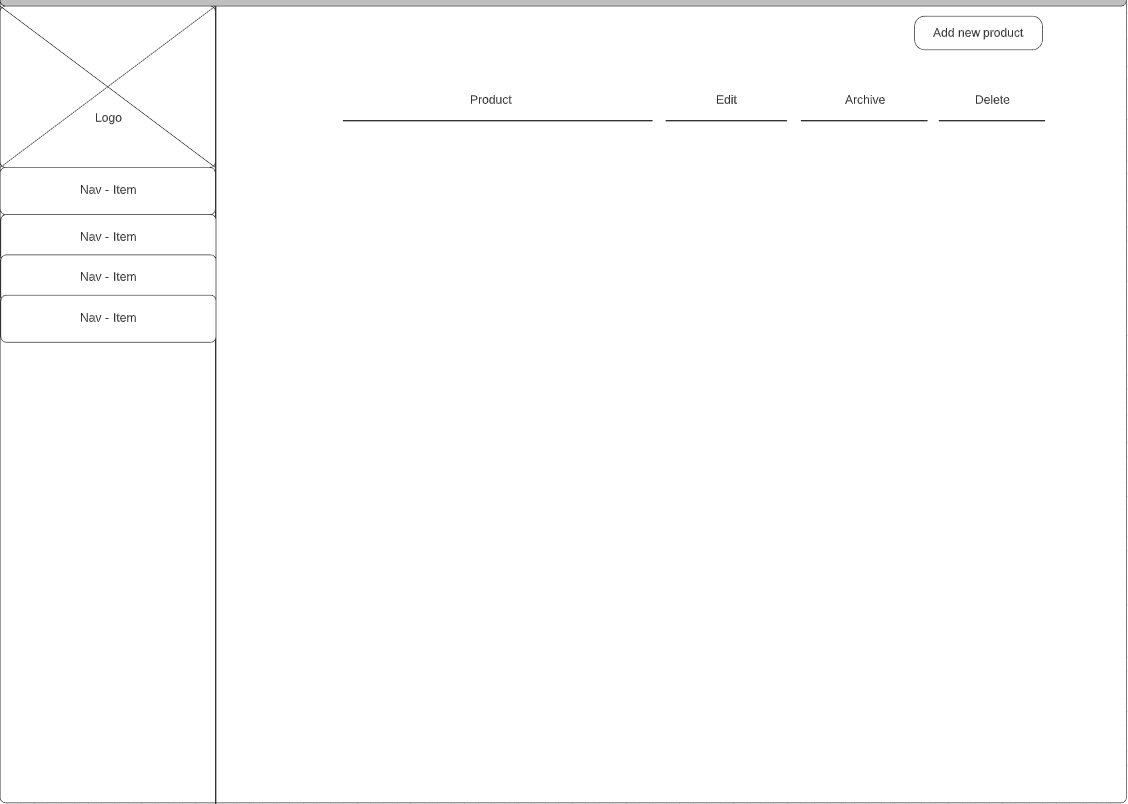 Add new product
Product Edit Archive Delete
Logo
Nav - Item
Nav - Item
Nav - Item
Nav - Item